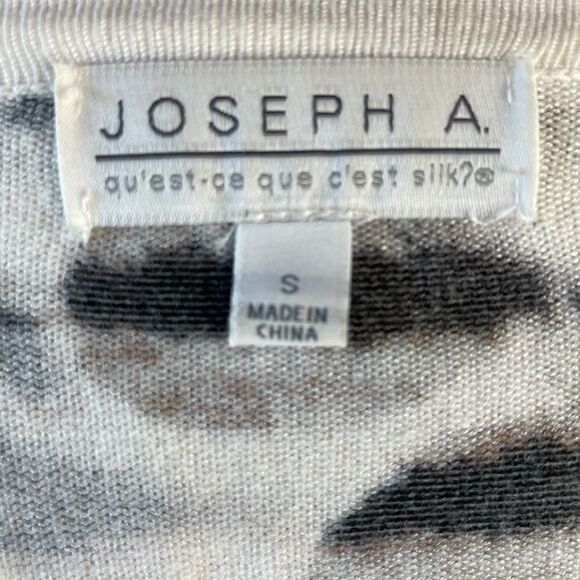 JOSEPH A.
qu'est-ce que c'est silk?®
S
MADE IN
CHINA